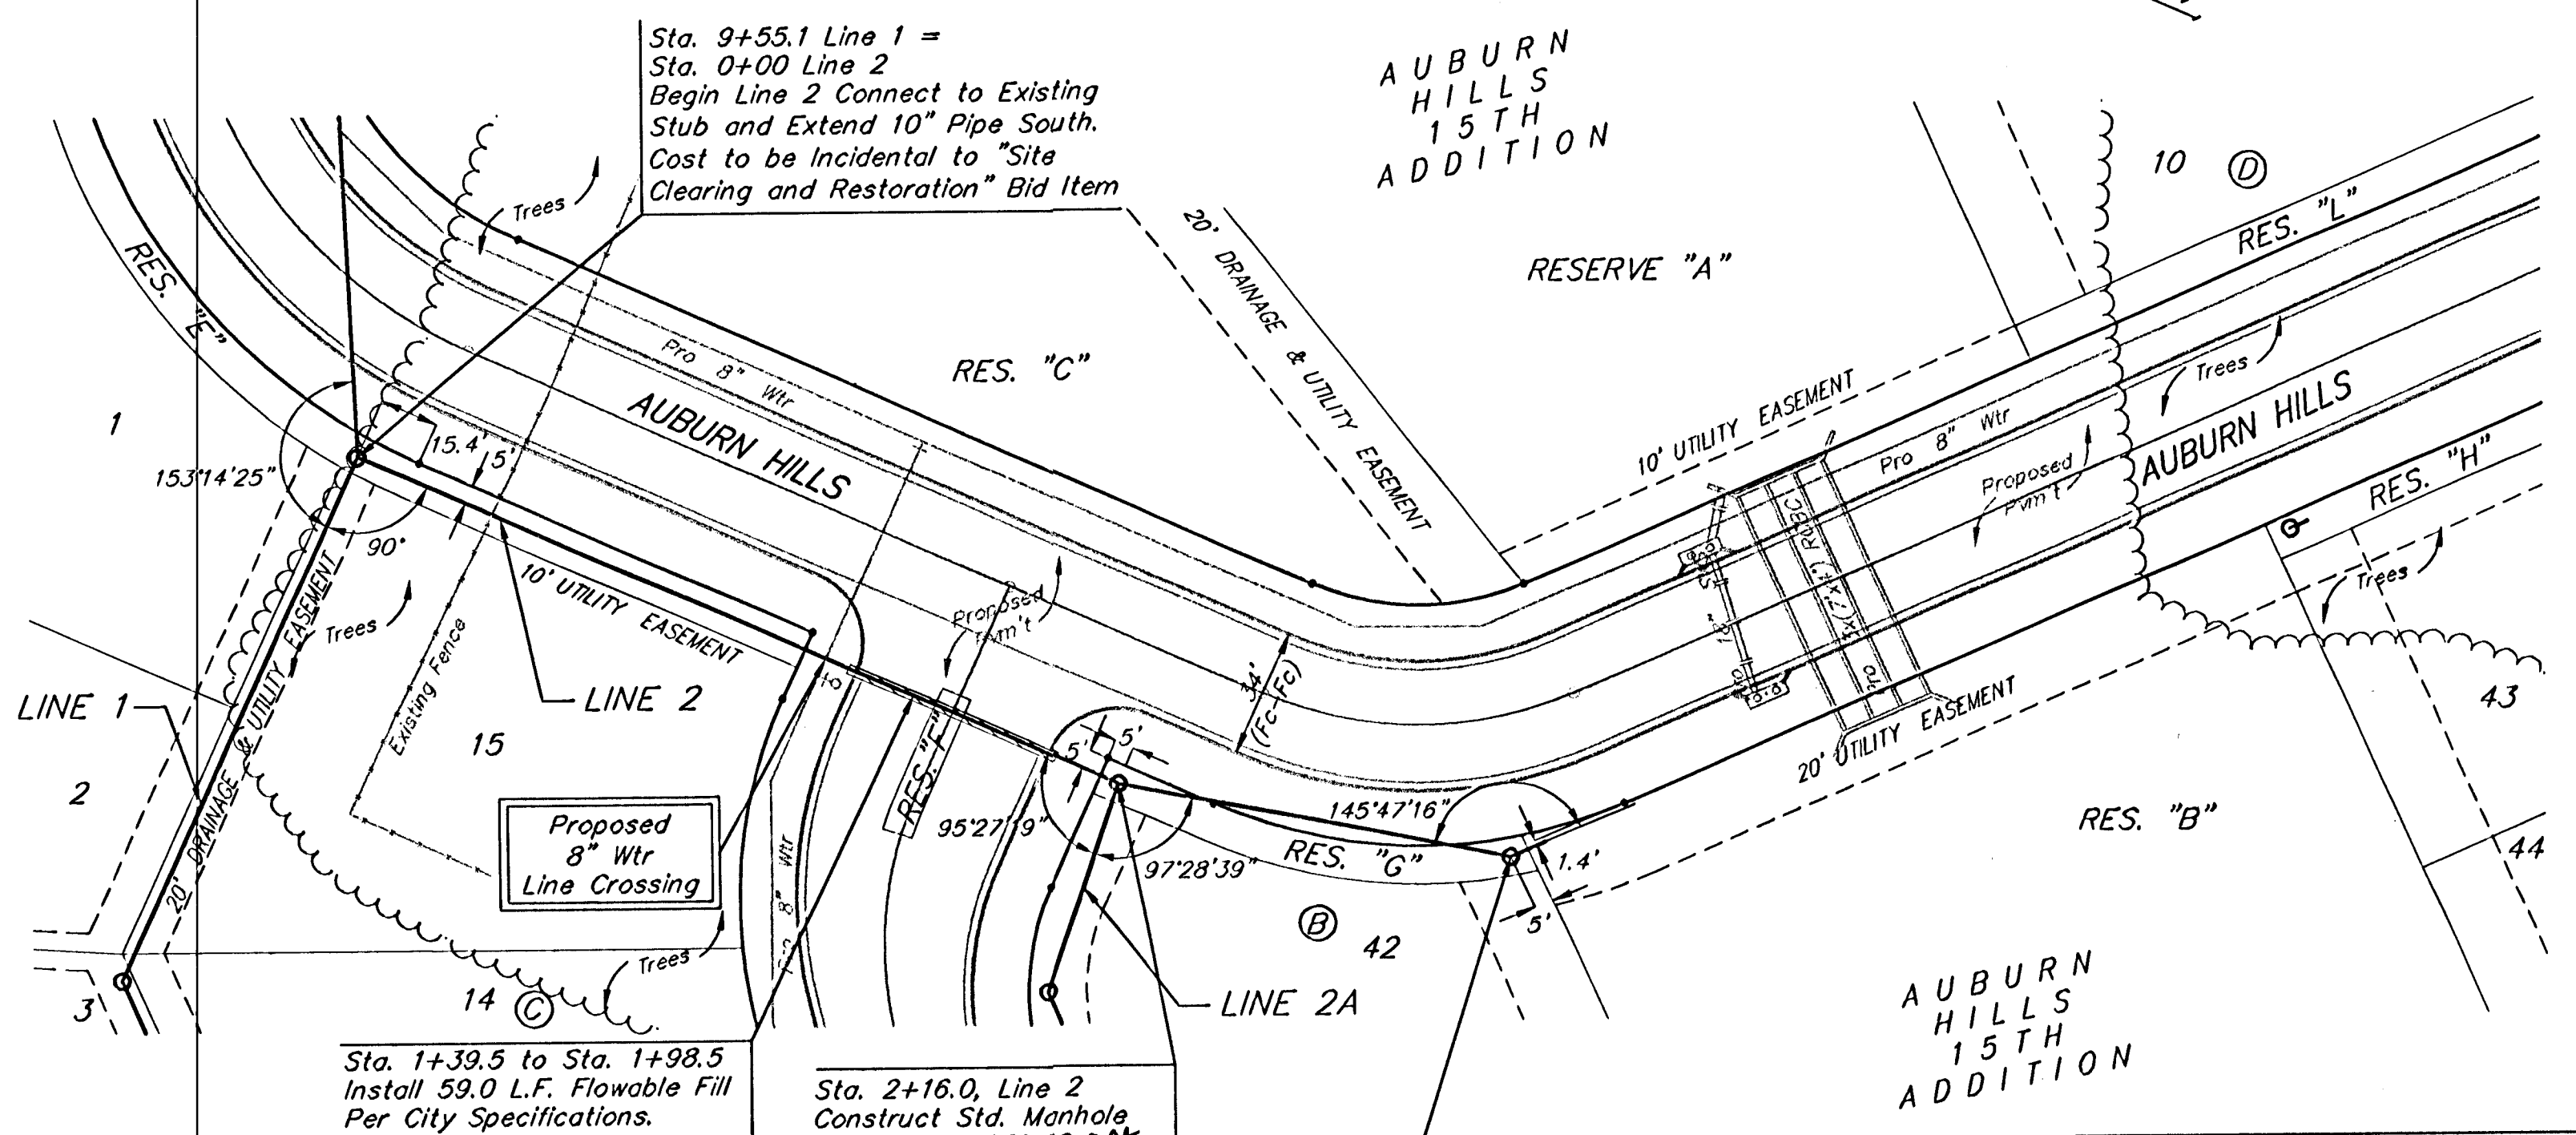 Sta. 9+55.1 Line 1 =
Sta. 0+00 Line 2
Begin Line 2 Connect to Existing
Stub and Extend 10" Pipe South.
Cost to be Incidental to "Site
Clearing and Restoration" Bid Item
AUBURN
HILLS
15TH
ADDITION
10 D
RES. "L"
Trees
20' DRAINAGE & UTILITY EASEMENT
RESERVE "A"
RES. "E"
Pro 8" Wtr
RES. "C"
AUBURN HILLS
10' UTILITY EASEMENT
Pro 8" Wtr
Trees
AUBURN HILLS
RES. "H"
1
15.4'
5'
153°14'25"
90°
Proposed
Pvm't
RCBC
Trees
10' UTILITY EASEMENT
Trees
Existing Fence
Proposed
Pvm't
34'
(Fc-Fc)
18"
Pro
LINE 1
LINE 2
20' DRAINAGE & UTILITY EASEMENT
15
2
RES. "F"
5'
5'
20' UTILITY EASEMENT
43
Proposed
8" Wtr
Line Crossing
8" Wtr
145°47'16"
RES. "B"
97°28'39"
RES. "G"
1.4'
44
5'
B
42
Trees
3
14 C
LINE 2A
AUBURN
HILLS
15TH
ADDITION
Sta. 1+39.5 to Sta. 1+98.5
Install 59.0 L.F. Flowable Fill
Per City Specifications.
Sta. 2+16.0, Line 2
Construct Std. Manhole